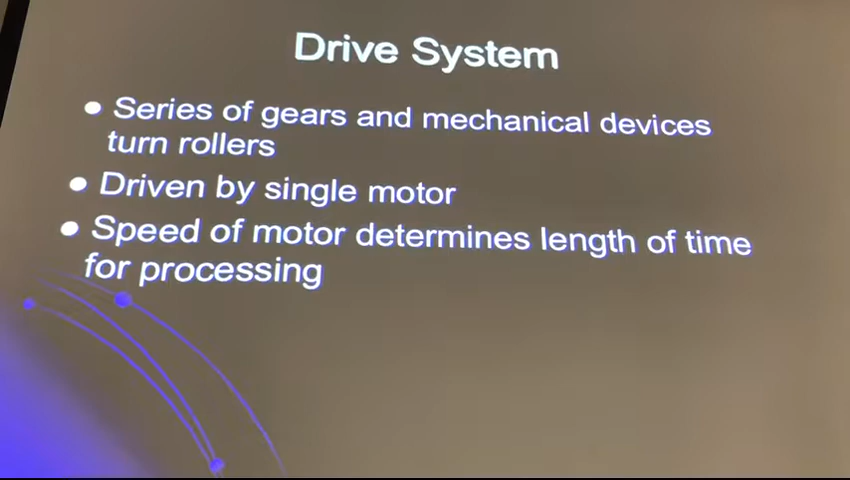 Drive System
● Series of gears and mechanical devices
turn rollers
● Driven by single motor
● Speed of motor determines length of time
for processing